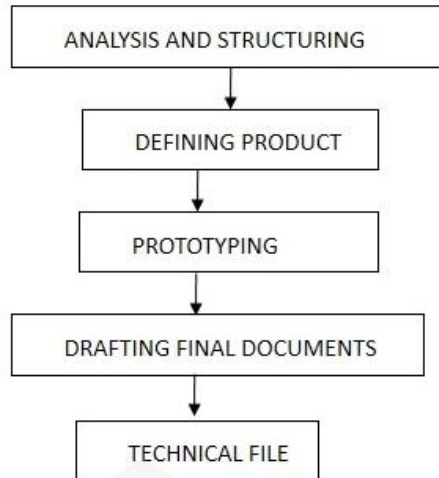 ANALYSIS AND STRUCTURING
DEFINING PRODUCT
PROTOTYPING
DRAFTING FINAL DOCUMENTS
TECHNICAL FILE